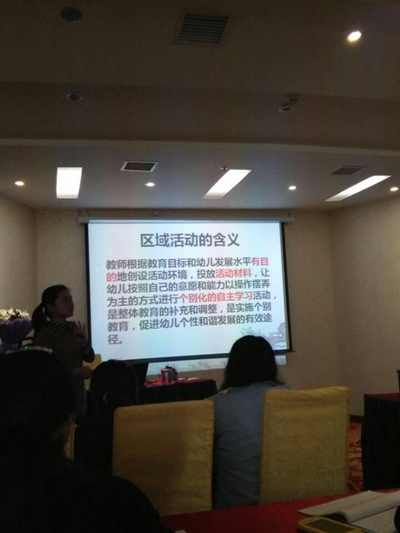 区域活动的含义
教师根据教育目标和幼儿发展水平有目
的地创设活动环境，投放活动材料，让
幼儿按照自己的意愿和能力以操作摆弄
为主的方式进行个别化的自主学习活动，
是整体教育的补充和调整，是实施个别
教育，促进幼儿个性和谐发展的有效途
径。